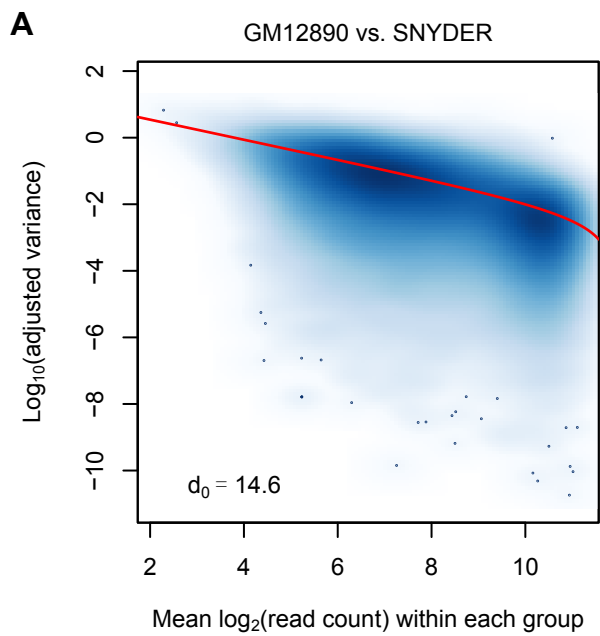 A
GM12890 vs. SNYDER
Log₁₀(adjusted variance)
2
0
−2
−4
−6
−8
−10
d₀ = 14.6
2 4 6 8 10
Mean log₂(read count) within each group